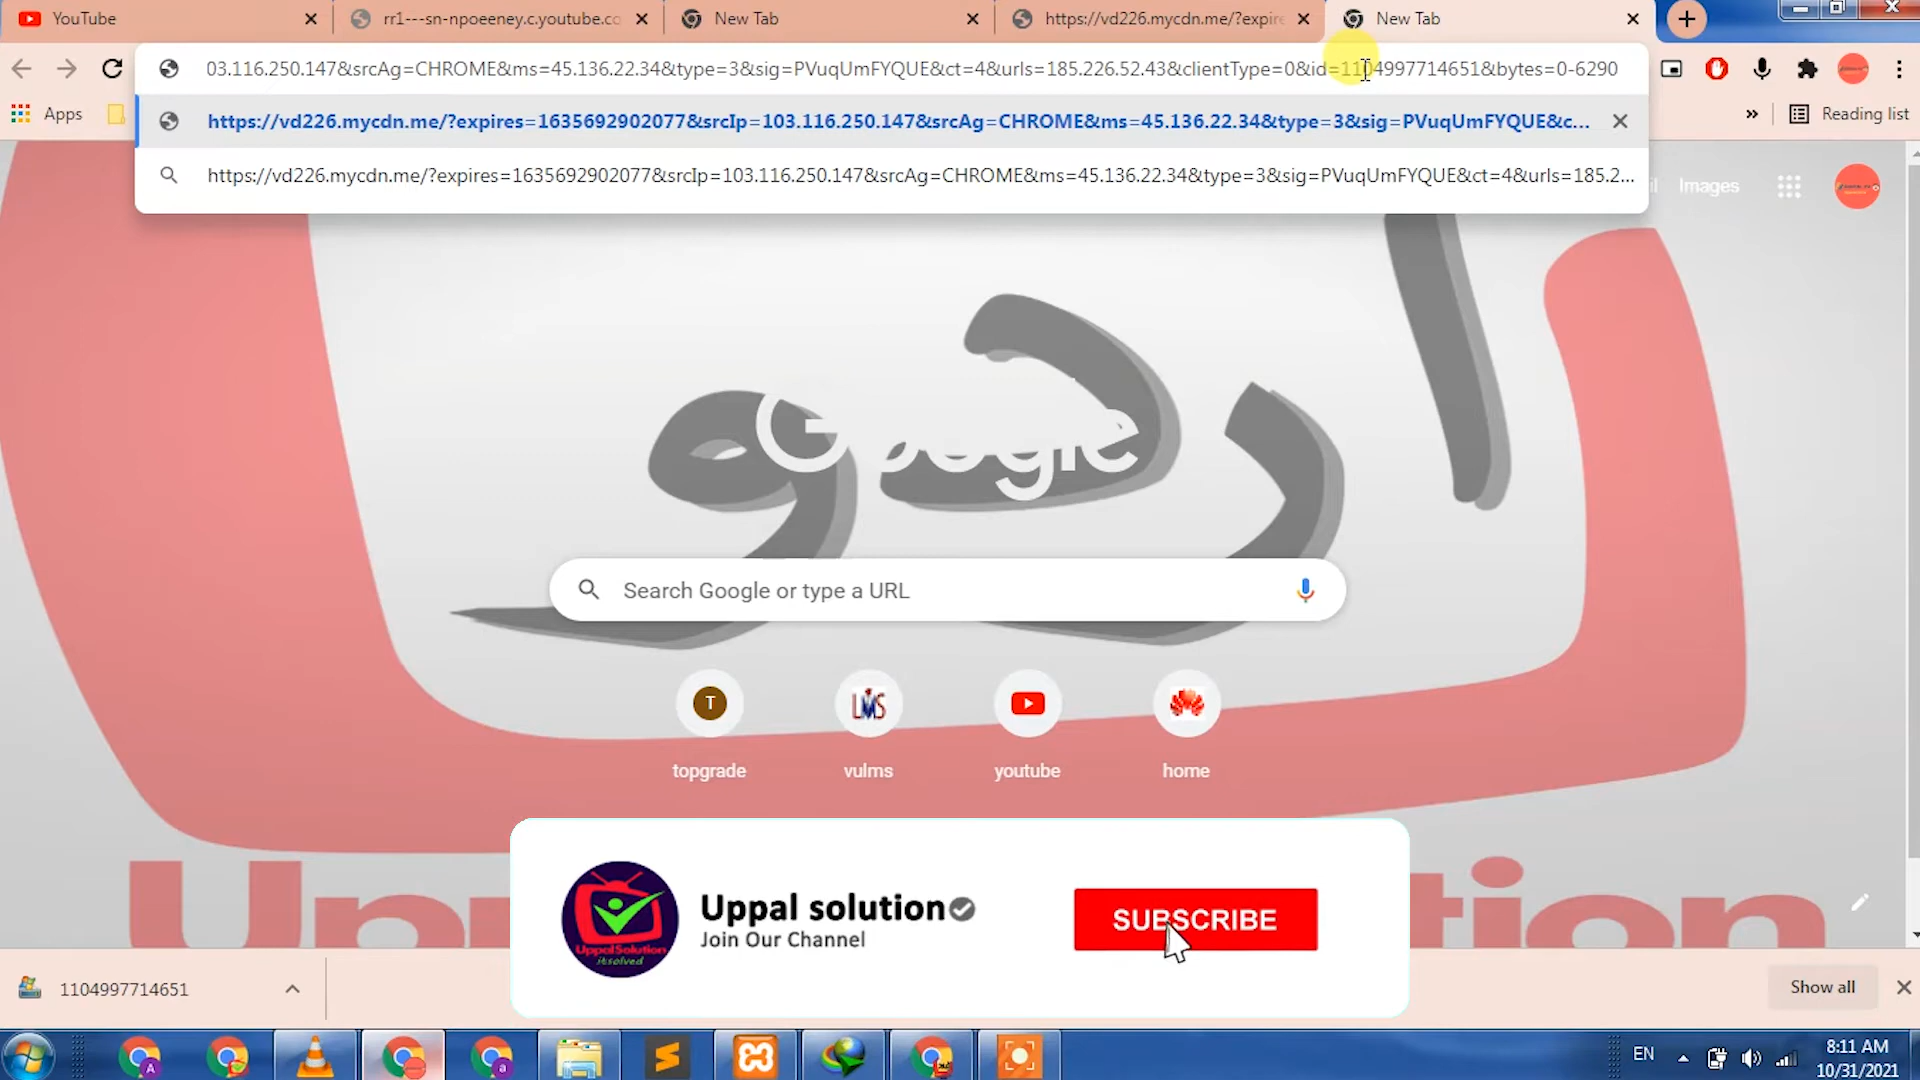 YouTube
rr1---sn-npoeeney.c.youtube.co
New Tab
https://vd226.mycdn.me/?expire
New Tab
03.116.250.147&srcAg=CHROME&ms=45.136.22.34&type=3&sig=PVuqUmFYQUE&ct=4&urls=185.226.52.43&clientType=0&id=1104997714651&bytes=0-6290
Apps
https://vd226.mycdn.me/?expires=1635692902077&srcIp=103.116.250.147&srcAg=CHROME&ms=45.136.22.34&type=3&sig=PVuqUmFYQUE&c...
» Reading list
https://vd226.mycdn.me/?expires=1635692902077&srcIp=103.116.250.147&srcAg=CHROME&ms=45.136.22.34&type=3&sig=PVuqUmFYQUE&ct=4&urls=185.2...
Images
اردو
Google
Search Google or type a URL
T
LMS
topgrade
vulms
youtube
home
Uppal solution
Join Our Channel
SUBSCRIBE
UppalSolution
itsolved
1104997714651
Show all
EN
8:11 AM
10/31/2021